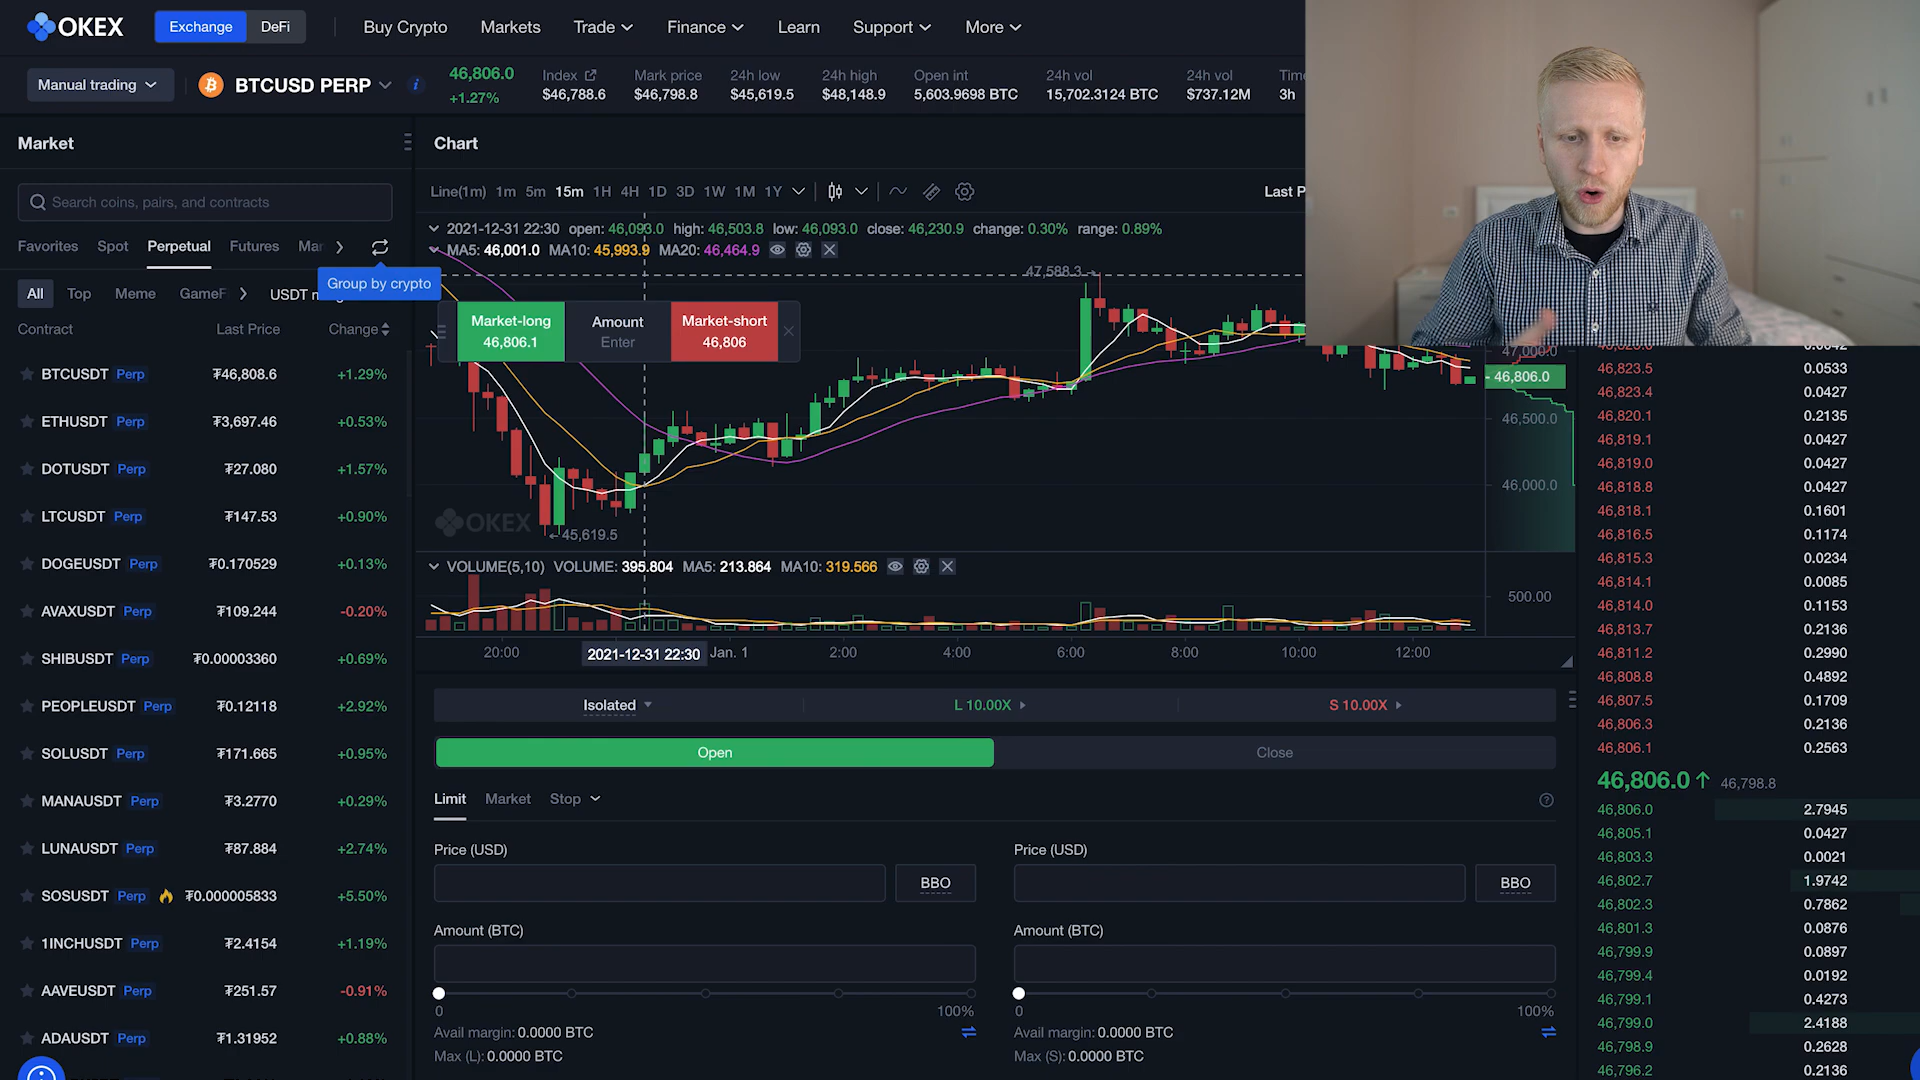 OKEX
Exchange
DeFi
Buy Crypto
Markets
Trade
Finance
Learn
Support
More
Manual trading
BTCUSD PERP
46,806.0
+1.27%
Index
$46,788.6
Mark price
$46,798.8
24h low
$45,619.5
24h high
$48,148.9
Open int
5,603.9698 BTC
24h vol
15,702.3124 BTC
24h vol
$737.12M
Time
3h
Market
Search coins, pairs, and contracts
Favorites Spot Perpetual Futures Mar
Group by crypto
All Top Meme GameF USDT
Contract Last Price Change
BTCUSDT Perp ₮46,808.6 +1.29%
ETHUSDT Perp ₮3,697.46 +0.53%
DOTUSDT Perp ₮27.080 +1.57%
LTCUSDT Perp ₮147.53 +0.90%
DOGEUSDT Perp ₮0.170529 +0.13%
AVAXUSDT Perp ₮109.244 -0.20%
SHIBUSDT Perp ₮0.00003360 +0.69%
PEOPLEUSDT Perp ₮0.12118 +2.92%
SOLUSDT Perp ₮171.665 +0.95%
MANAUSDT Perp ₮3.2770 +0.29%
LUNAUSDT Perp ₮87.884 +2.74%
SOSUSDT Perp ₮0.000005833 +5.50%
1INCHUSDT Perp ₮2.4154 +1.19%
AAVEUSDT Perp ₮251.57 -0.91%
ADAUSDT Perp ₮1.31952 +0.88%
Chart
Line(1m) 1m 5m 15m 1H 4H 1D 3D 1W 1M 1Y
Last P
2021-12-31 22:30 open: 46,093.0 high: 46,503.8 low: 46,093.0 close: 46,230.9 change: 0.30% range: 0.89%
MA5: 46,001.0 MA10: 45,993.9 MA20: 46,464.9
47,588.3
Market-long
46,806.1
Amount
Enter
Market-short
46,806
47,000.0
46,806.0
46,500.0
46,000.0
OKEX
45,619.5
VOLUME(5,10) VOLUME: 395.804 MA5: 213.864 MA10: 319.566
500.00
20:00 2021-12-31 22:30 Jan. 1 2:00 4:00 6:00 8:00 10:00 12:00
Isolated
L 10.00X
S 10.00X
Open
Close
Limit Market Stop
Price (USD)
BBO
Amount (BTC)
0 100%
Avail margin: 0.0000 BTC
Max (L): 0.0000 BTC
Price (USD)
BBO
Amount (BTC)
0 100%
Avail margin: 0.0000 BTC
Max (S): 0.0000 BTC
46,823.5 0.0533
46,823.4 0.0427
46,820.1 0.2135
46,819.1 0.0427
46,819.0 0.0427
46,818.8 0.0427
46,818.1 0.1601
46,816.5 0.1174
46,815.3 0.0234
46,814.1 0.0085
46,814.0 0.1153
46,813.7 0.2136
46,811.2 0.2990
46,808.8 0.4892
46,807.5 0.1709
46,806.3 0.2136
46,806.1 0.2563
46,806.0 46,798.8
46,806.0 2.7945
46,805.1 0.0427
46,803.3 0.0021
46,802.7 1.9742
46,802.3 0.7862
46,801.3 0.0876
46,799.9 0.0897
46,799.4 0.0192
46,799.1 0.4273
46,799.0 2.4188
46,798.9 0.2628
46,796.2 0.2136